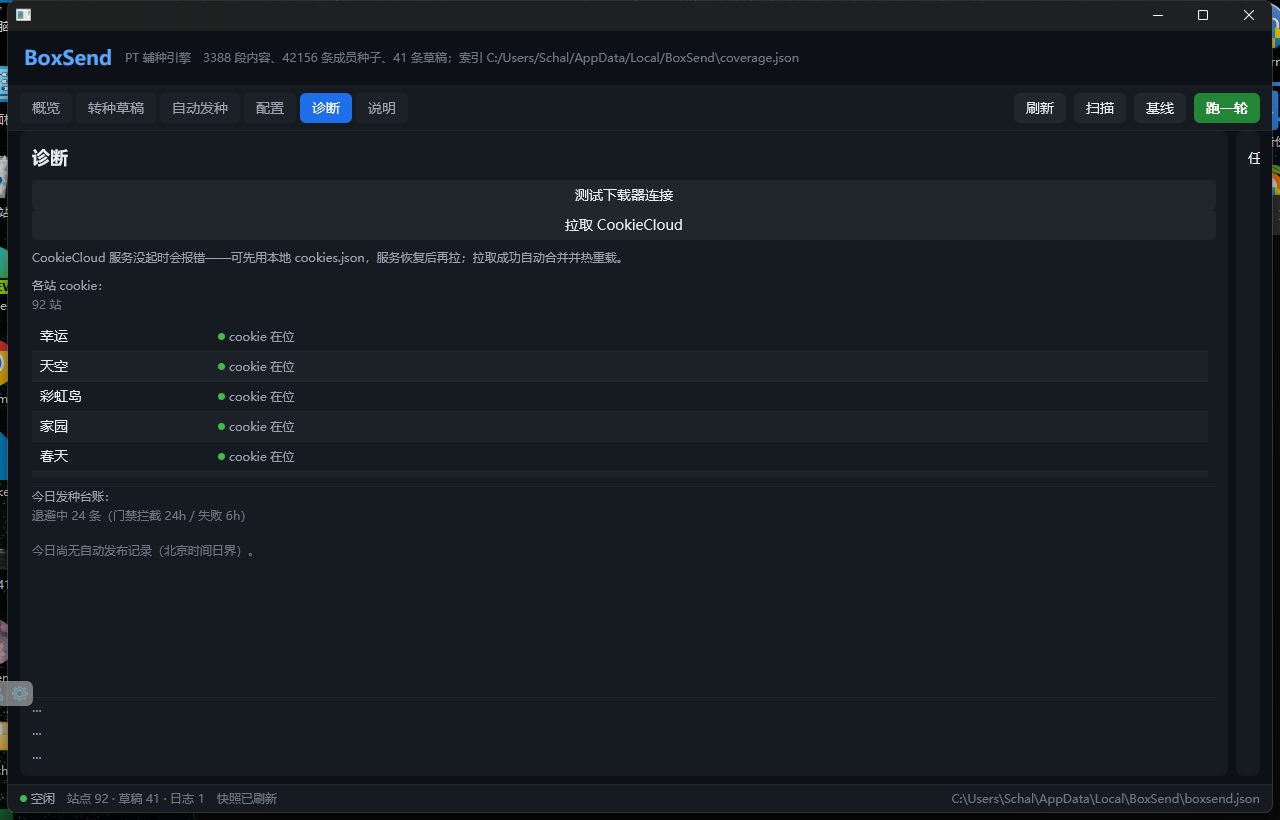 BoxSend PT 辅种引擎 3388 段内容、42156 条成员种子、41 条草稿；索引 C:/Users/Schal/AppData/Local/BoxSend\coverage.json
概览 转种草稿 自动发种 配置 诊断 说明 刷新 扫描 基线 跑一轮
诊断
任
测试下载器连接
拉取 CookieCloud
CookieCloud 服务没起时会报错——可先用本地 cookies.json，服务恢复后再拉；拉取成功自动合并并热重载。
各站 cookie：
92 站
幸运 cookie 在位
天空 cookie 在位
彩虹岛 cookie 在位
家园 cookie 在位
春天 cookie 在位
今日发种台账：
退避中 24 条（门禁拦截 24h / 失败 6h）
今日尚无自动发布记录（北京时间日界）。
...
...
...
空闲 站点 92 · 草稿 41 · 日志 1 快照已刷新 C:\Users\Schal\AppData\Local\BoxSend\boxsend.json